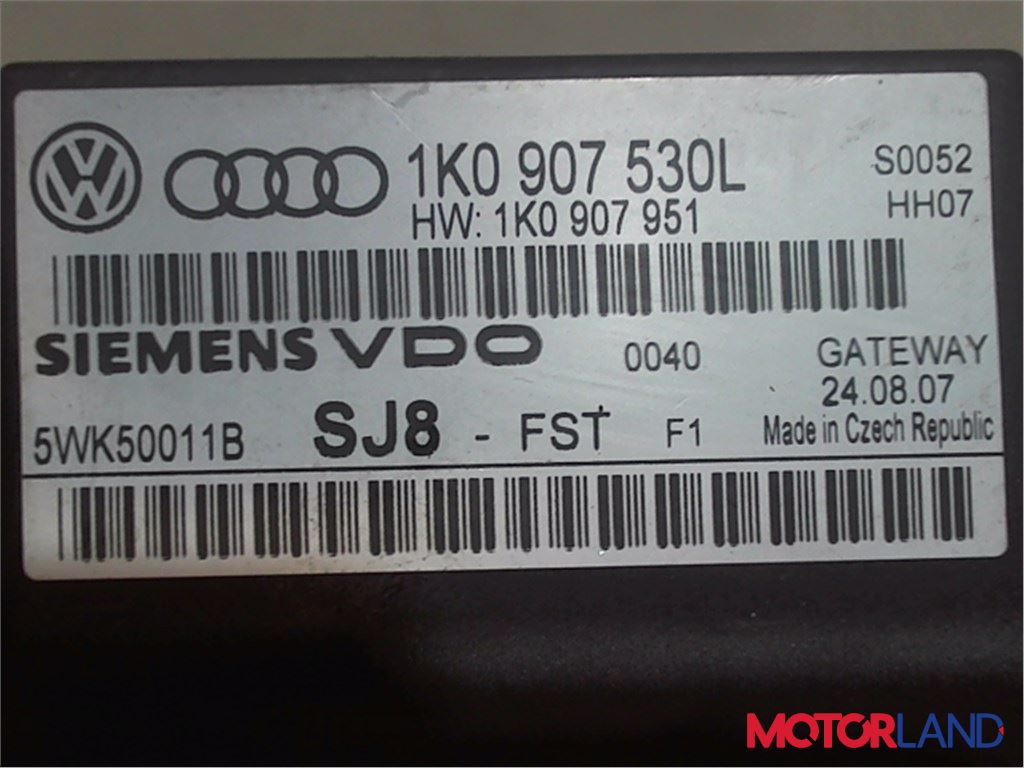 1K0 907 530L
S0052
HW: 1K0 907 951
HH07
SIEMENS VDO
0040
GATEWAY
24.08.07
5WK50011B
SJ8 - FST F1
Made in Czech Republic
MOTORLAND